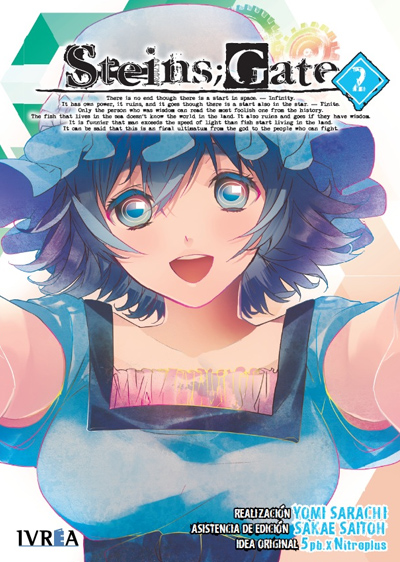 Steins;Gate
2
There is no end though there is a start in space. — Infinity.
It has own power, it ruins, and it goes though there is a start also in the star. — Finite.
Only the person who was wisdom can read the most foolish one from the history.
The fish that lives in the sea doesn't know the world in the land. It also ruins and goes if they have wisdom.
It is funnier that man exceeds the speed of light than fish start living in the land.
It can be said that this is an final ultimatum from the god to the people who can fight.
REALIZACIÓN YOMI SARACHI
ASISTENCIA DE EDICIÓN SAKAE SAITOH
IDEA ORIGINAL 5pb.xNitroplus
IVREA